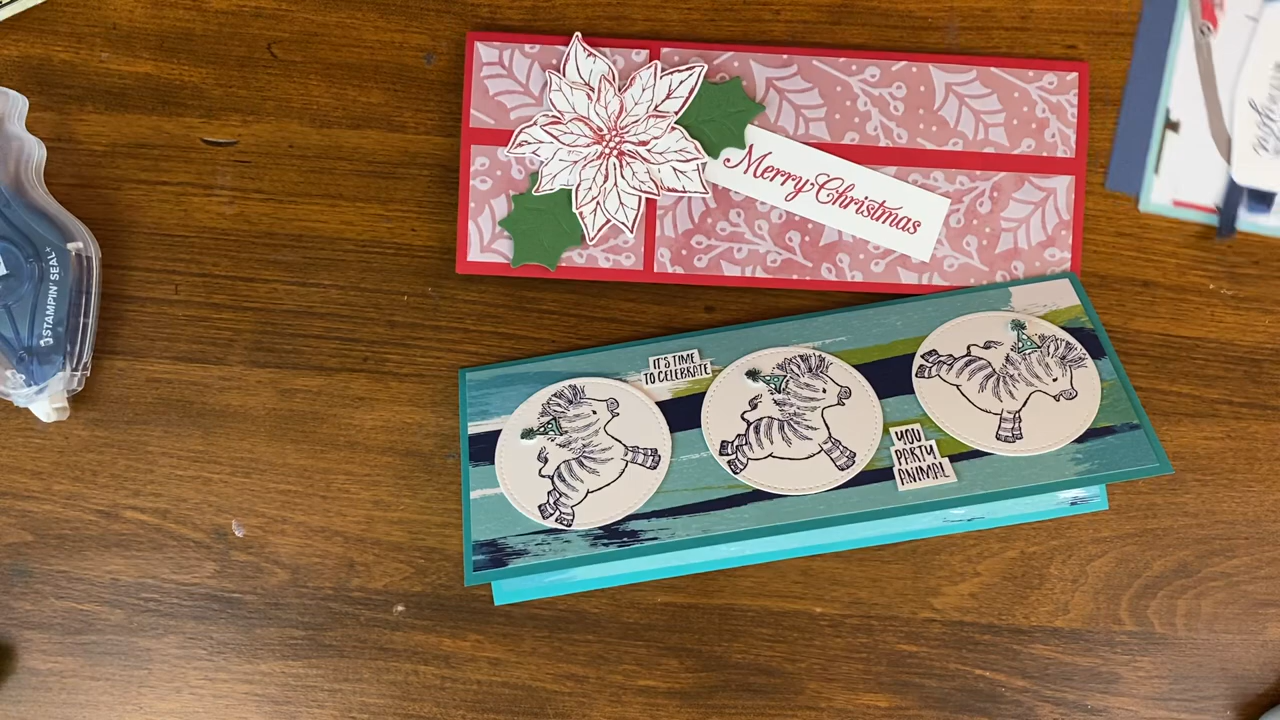 Merry Christmas
IT'S TIME
TO CELEBRATE
YOU
PARTY
ANIMAL
STAMPIN' SEAL+